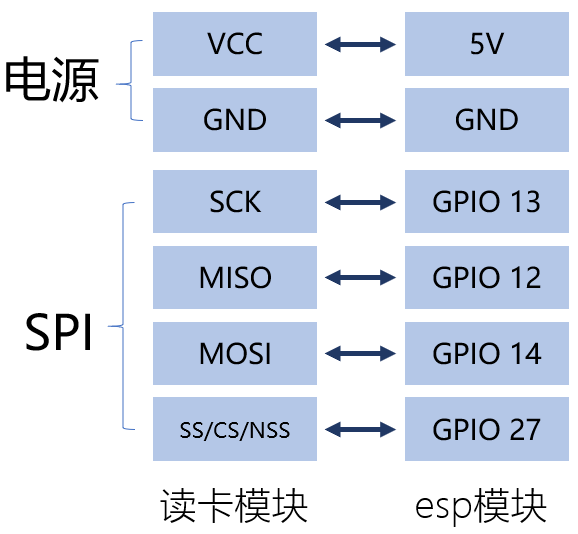 电源
VCC 5V
GND GND
SPI
SCK GPIO 13
MISO GPIO 12
MOSI GPIO 14
SS/CS/NSS GPIO 27
读卡模块 esp模块